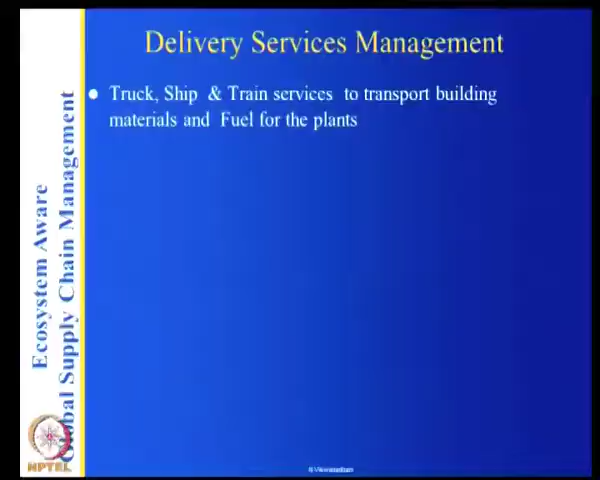 Delivery Services Management
Truck, Ship & Train services to transport building
materials and Fuel for the plants
Ecosystem Aware
Global Supply Chain Management
NPTEL